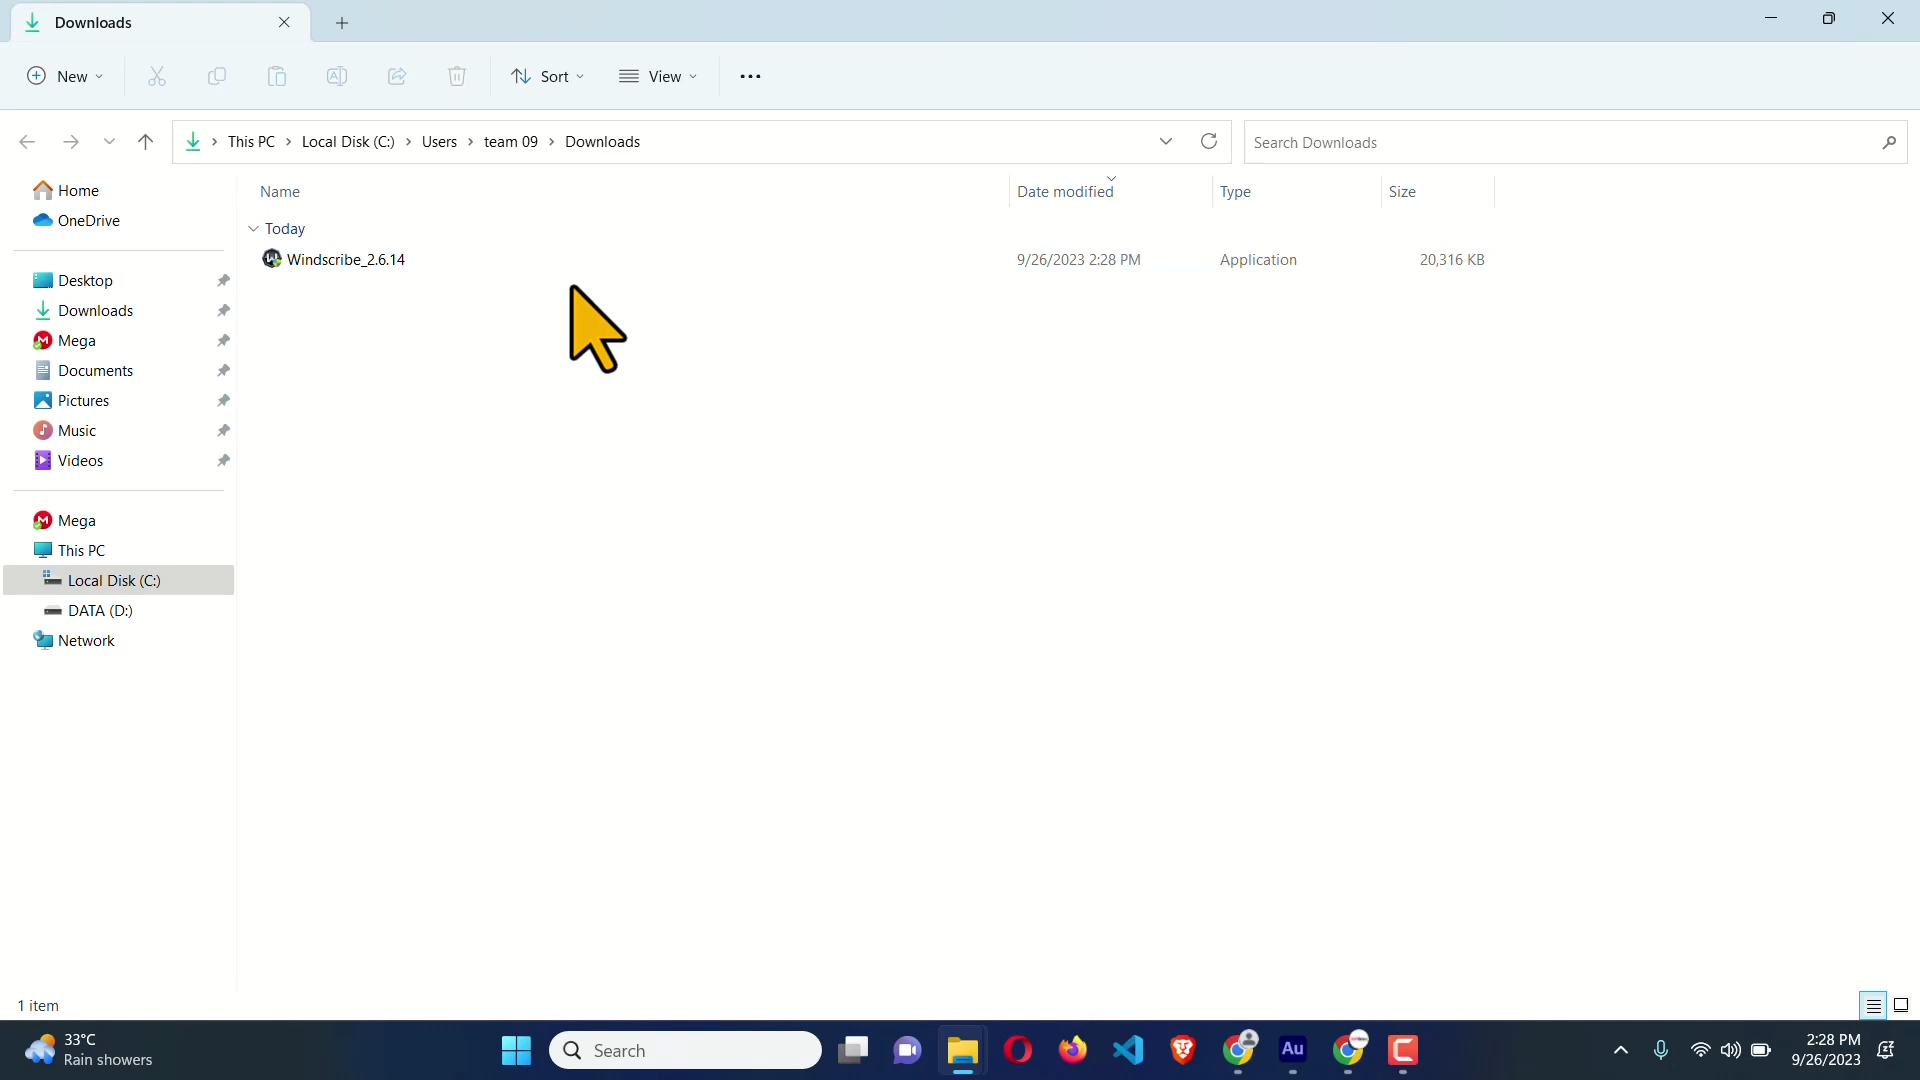 Downloads
New
Sort
View
This PC
Local Disk (C:)
Users
team 09
Downloads
Search Downloads
Home
OneDrive
Desktop
Downloads
Mega
Documents
Pictures
Music
Videos
Mega
This PC
Local Disk (C:)
DATA (D:)
Network
Name
Date modified
Type
Size
Today
Windscribe_2.6.14
9/26/2023 2:28 PM
Application
20,316 KB
1 item
33°C
Rain showers
Search
Au
2:28 PM
9/26/2023